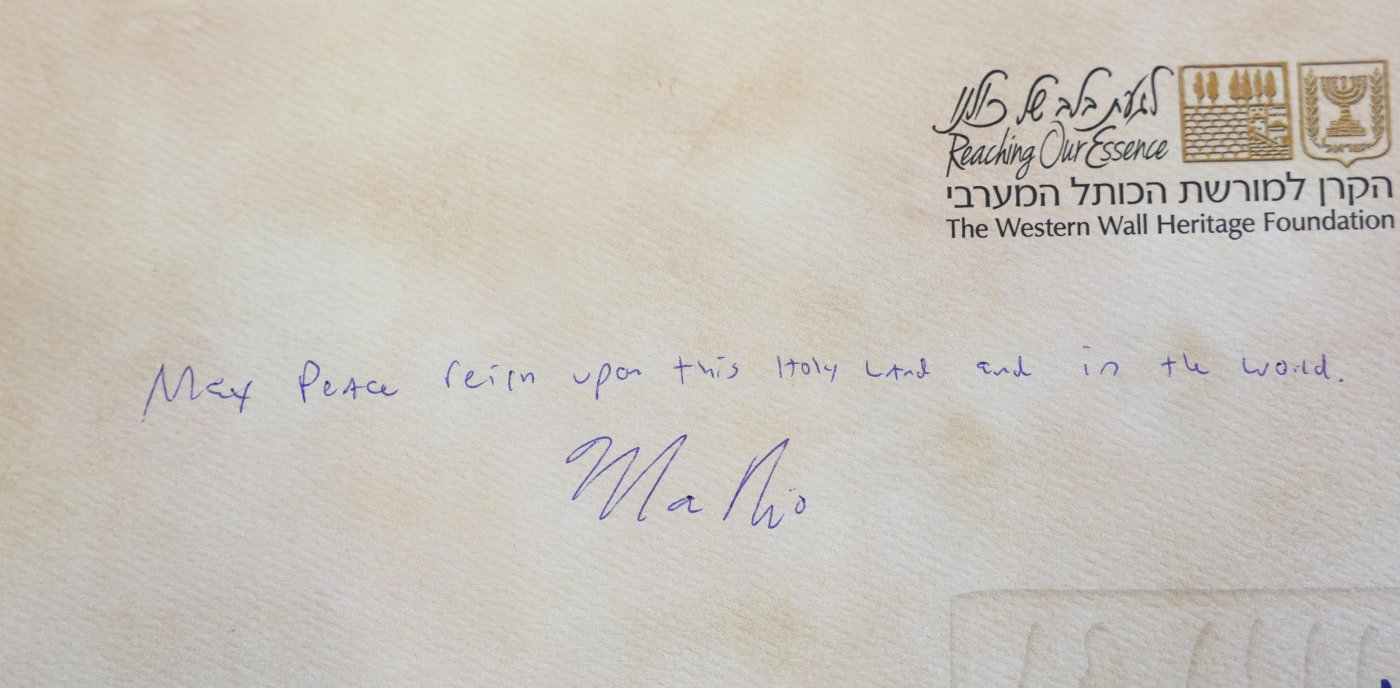 לגעת בלב של כולנו
Reaching Our Essence
הקרן למורשת הכותל המערבי
The Western Wall Heritage Foundation
May Peace reign upon this Holy Land and in the world.